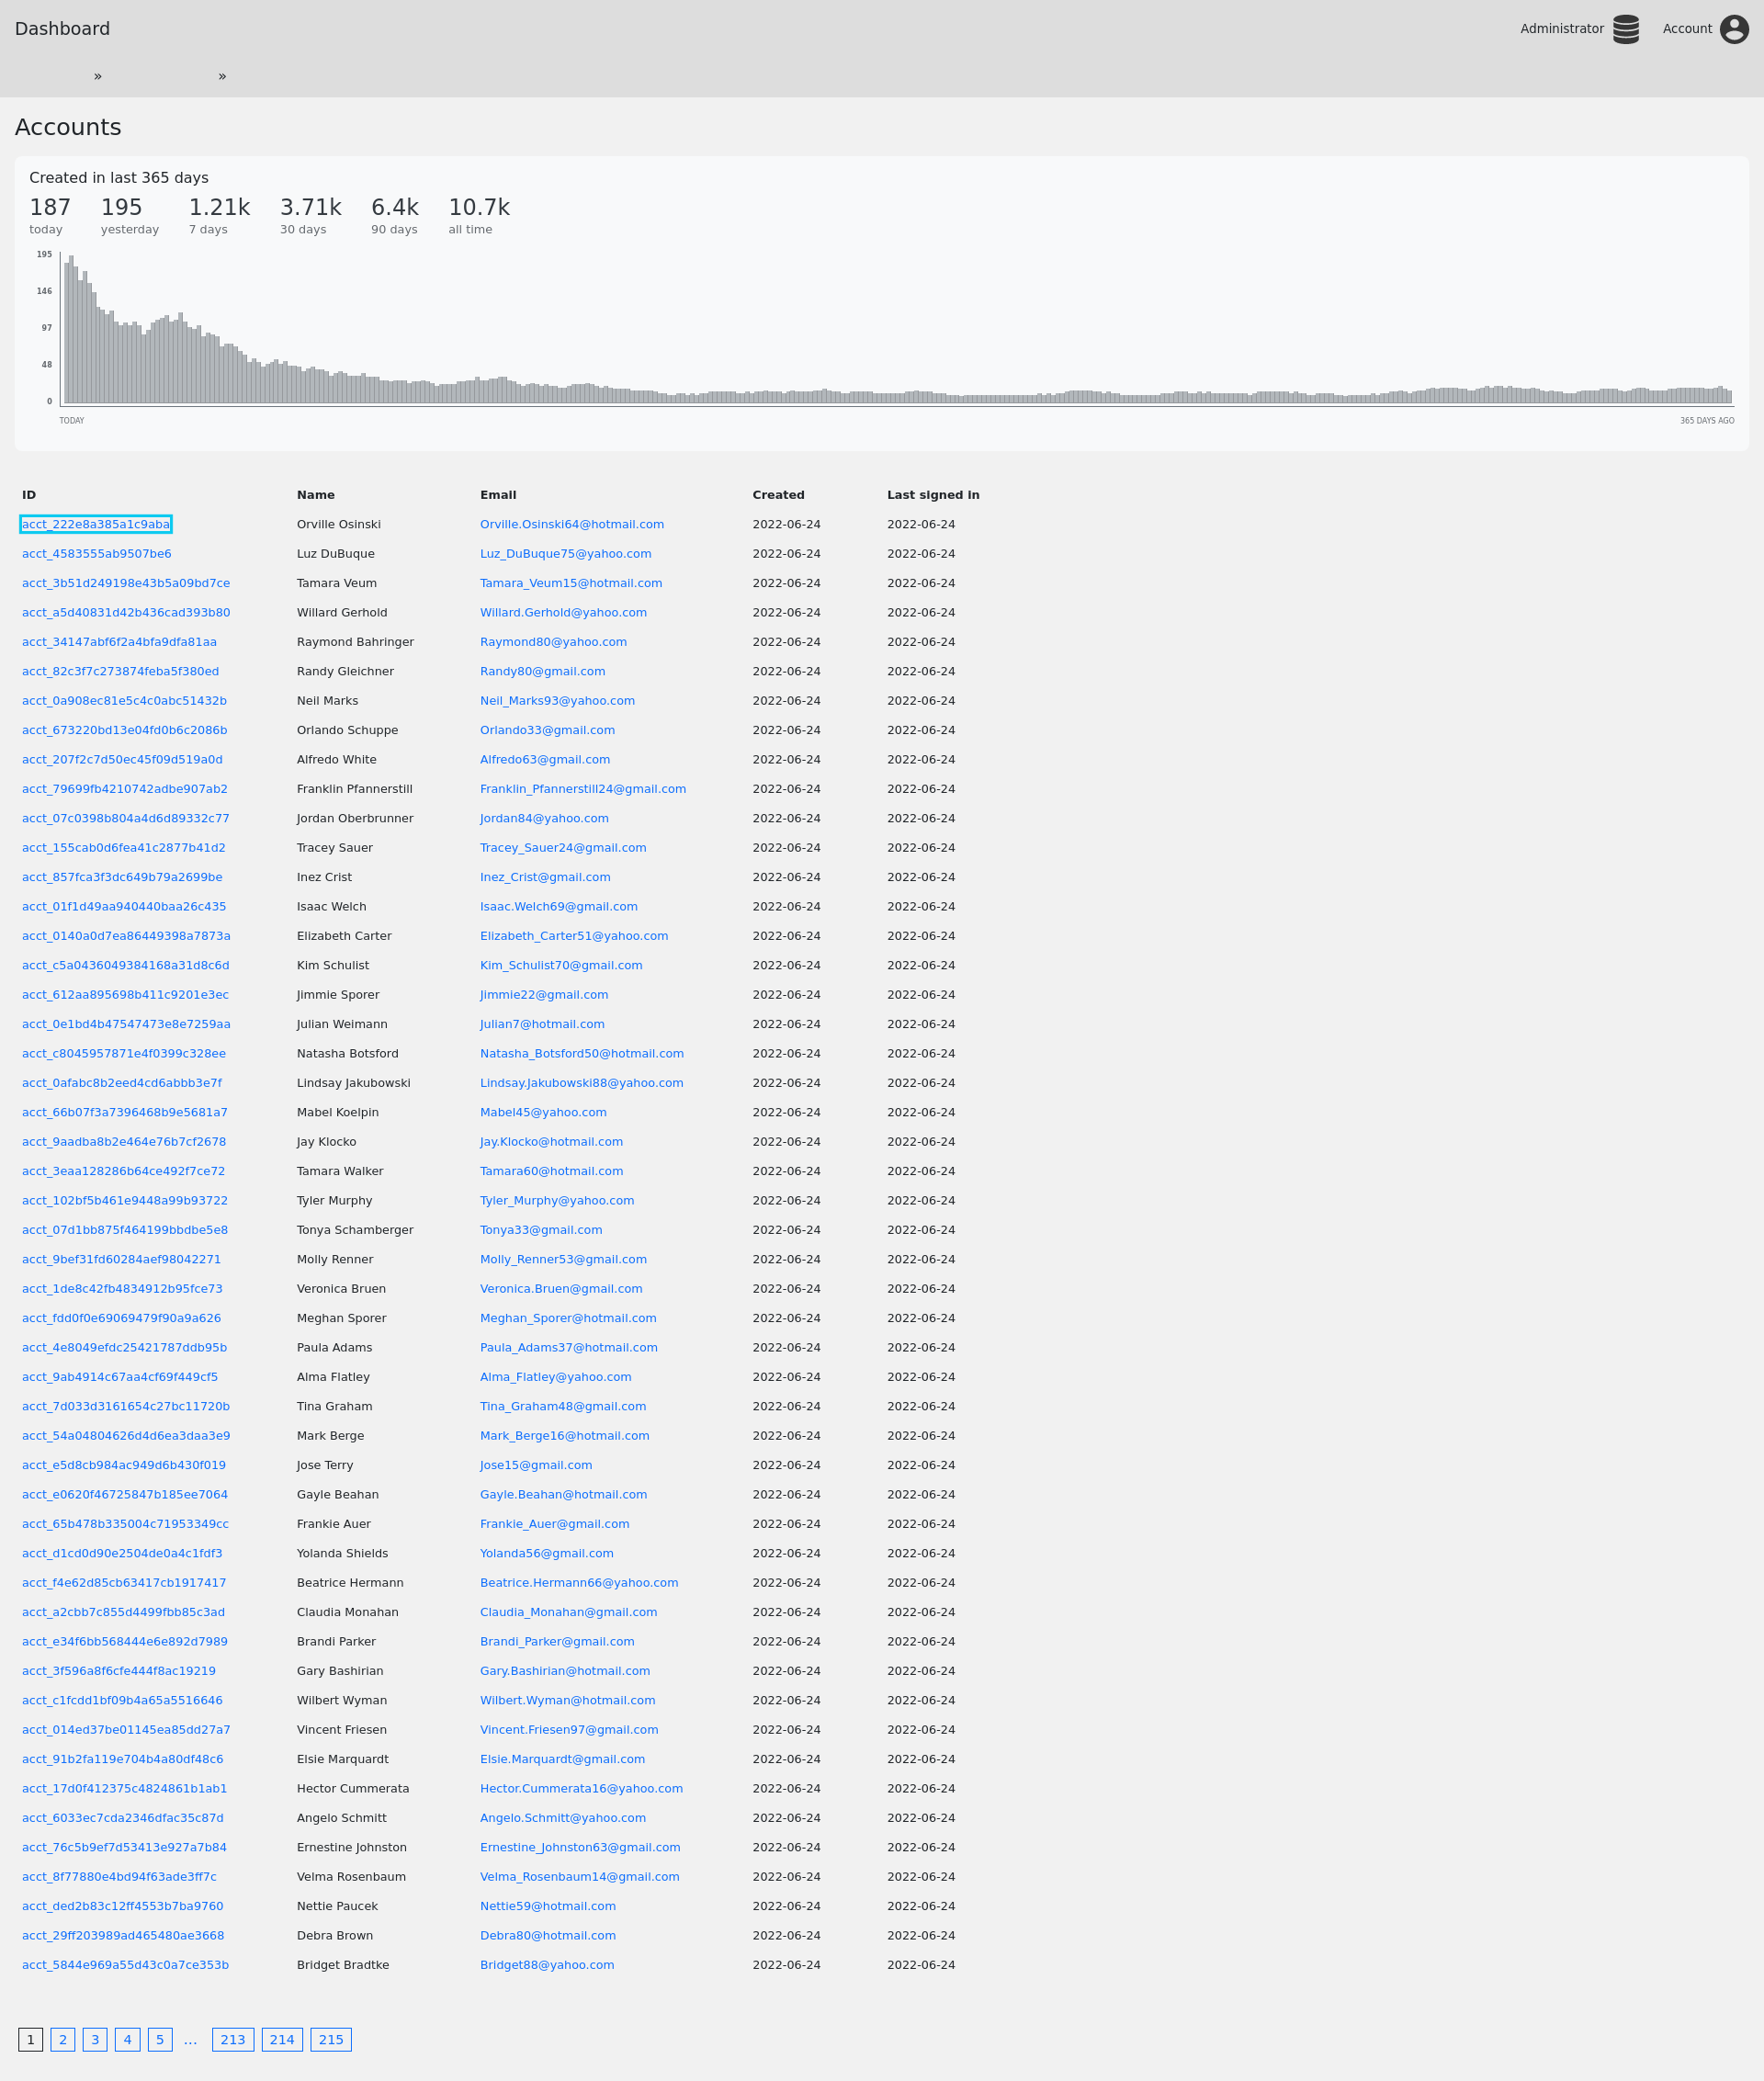 Dashboard
Administrator
Account
»
»
Accounts
Created in last 365 days
187 195 1.21k 3.71k 6.4k 10.7k
today yesterday 7 days 30 days 90 days all time
195
146
97
48
0
TODAY 365 DAYS AGO
ID Name Email Created Last signed in
acct_222e8a385a1c9aba Orville Osinski Orville.Osinski64@hotmail.com 2022-06-24 2022-06-24
acct_4583555ab9507be6 Luz DuBuque Luz_DuBuque75@yahoo.com 2022-06-24 2022-06-24
acct_3b51d249198e43b5a09bd7ce Tamara Veum Tamara_Veum15@hotmail.com 2022-06-24 2022-06-24
acct_a5d40831d42b436cad393b80 Willard Gerhold Willard.Gerhold@yahoo.com 2022-06-24 2022-06-24
acct_34147abf6f2a4bfa9dfa81aa Raymond Bahringer Raymond80@yahoo.com 2022-06-24 2022-06-24
acct_82c3f7c273874feba5f380ed Randy Gleichner Randy80@gmail.com 2022-06-24 2022-06-24
acct_0a908ec81e5c4c0abc51432b Neil Marks Neil_Marks93@yahoo.com 2022-06-24 2022-06-24
acct_673220bd13e04fd0b6c2086b Orlando Schuppe Orlando33@gmail.com 2022-06-24 2022-06-24
acct_207f2c7d50ec45f09d519a0d Alfredo White Alfredo63@gmail.com 2022-06-24 2022-06-24
acct_79699fb4210742adbe907ab2 Franklin Pfannerstill Franklin_Pfannerstill24@gmail.com 2022-06-24 2022-06-24
acct_07c0398b804a4d6d89332c77 Jordan Oberbrunner Jordan84@yahoo.com 2022-06-24 2022-06-24
acct_155cab0d6fea41c2877b41d2 Tracey Sauer Tracey_Sauer24@gmail.com 2022-06-24 2022-06-24
acct_857fca3f3dc649b79a2699be Inez Crist Inez_Crist@gmail.com 2022-06-24 2022-06-24
acct_01f1d49aa940440baa26c435 Isaac Welch Isaac.Welch69@gmail.com 2022-06-24 2022-06-24
acct_0140a0d7ea86449398a7873a Elizabeth Carter Elizabeth_Carter51@yahoo.com 2022-06-24 2022-06-24
acct_c5a0436049384168a31d8c6d Kim Schulist Kim_Schulist70@gmail.com 2022-06-24 2022-06-24
acct_612aa895698b411c9201e3ec Jimmie Sporer Jimmie22@gmail.com 2022-06-24 2022-06-24
acct_0e1bd4b47547473e8e7259aa Julian Weimann Julian7@hotmail.com 2022-06-24 2022-06-24
acct_c8045957871e4f0399c328ee Natasha Botsford Natasha_Botsford50@hotmail.com 2022-06-24 2022-06-24
acct_0afabc8b2eed4cd6abbb3e7f Lindsay Jakubowski Lindsay.Jakubowski88@yahoo.com 2022-06-24 2022-06-24
acct_66b07f3a7396468b9e5681a7 Mabel Koelpin Mabel45@yahoo.com 2022-06-24 2022-06-24
acct_9aadba8b2e464e76b7cf2678 Jay Klocko Jay.Klocko@hotmail.com 2022-06-24 2022-06-24
acct_3eaa128286b64ce492f7ce72 Tamara Walker Tamara60@hotmail.com 2022-06-24 2022-06-24
acct_102bf5b461e9448a99b93722 Tyler Murphy Tyler_Murphy@yahoo.com 2022-06-24 2022-06-24
acct_07d1bb875f464199bbdbe5e8 Tonya Schamberger Tonya33@gmail.com 2022-06-24 2022-06-24
acct_9bef31fd60284aef98042271 Molly Renner Molly_Renner53@gmail.com 2022-06-24 2022-06-24
acct_1de8c42fb4834912b95fce73 Veronica Bruen Veronica.Bruen@gmail.com 2022-06-24 2022-06-24
acct_fdd0f0e69069479f90a9a626 Meghan Sporer Meghan_Sporer@hotmail.com 2022-06-24 2022-06-24
acct_4e8049efdc25421787ddb95b Paula Adams Paula_Adams37@hotmail.com 2022-06-24 2022-06-24
acct_9ab4914c67aa4cf69f449cf5 Alma Flatley Alma_Flatley@yahoo.com 2022-06-24 2022-06-24
acct_7d033d3161654c27bc11720b Tina Graham Tina_Graham48@gmail.com 2022-06-24 2022-06-24
acct_54a04804626d4d6ea3daa3e9 Mark Berge Mark_Berge16@hotmail.com 2022-06-24 2022-06-24
acct_e5d8cb984ac949d6b430f019 Jose Terry Jose15@gmail.com 2022-06-24 2022-06-24
acct_e0620f46725847b185ee7064 Gayle Beahan Gayle.Beahan@hotmail.com 2022-06-24 2022-06-24
acct_65b478b335004c71953349cc Frankie Auer Frankie_Auer@gmail.com 2022-06-24 2022-06-24
acct_d1cd0d90e2504de0a4c1fdf3 Yolanda Shields Yolanda56@gmail.com 2022-06-24 2022-06-24
acct_f4e62d85cb63417cb1917417 Beatrice Hermann Beatrice.Hermann66@yahoo.com 2022-06-24 2022-06-24
acct_a2cbb7c855d4499fbb85c3ad Claudia Monahan Claudia_Monahan@gmail.com 2022-06-24 2022-06-24
acct_e34f6bb568444e6e892d7989 Brandi Parker Brandi_Parker@gmail.com 2022-06-24 2022-06-24
acct_3f596a8f6cfe444f8ac19219 Gary Bashirian Gary.Bashirian@hotmail.com 2022-06-24 2022-06-24
acct_c1fcdd1bf09b4a65a5516646 Wilbert Wyman Wilbert.Wyman@hotmail.com 2022-06-24 2022-06-24
acct_014ed37be01145ea85dd27a7 Vincent Friesen Vincent.Friesen97@gmail.com 2022-06-24 2022-06-24
acct_91b2fa119e704b4a80df48c6 Elsie Marquardt Elsie.Marquardt@gmail.com 2022-06-24 2022-06-24
acct_17d0f412375c4824861b1ab1 Hector Cummerata Hector.Cummerata16@yahoo.com 2022-06-24 2022-06-24
acct_6033ec7cda2346dfac35c87d Angelo Schmitt Angelo.Schmitt@yahoo.com 2022-06-24 2022-06-24
acct_76c5b9ef7d53413e927a7b84 Ernestine Johnston Ernestine_Johnston63@gmail.com 2022-06-24 2022-06-24
acct_8f77880e4bd94f63ade3ff7c Velma Rosenbaum Velma_Rosenbaum14@gmail.com 2022-06-24 2022-06-24
acct_ded2b83c12ff4553b7ba9760 Nettie Paucek Nettie59@hotmail.com 2022-06-24 2022-06-24
acct_29ff203989ad465480ae3668 Debra Brown Debra80@hotmail.com 2022-06-24 2022-06-24
acct_5844e969a55d43c0a7ce353b Bridget Bradtke Bridget88@yahoo.com 2022-06-24 2022-06-24
1 2 3 4 5 … 213 214 215